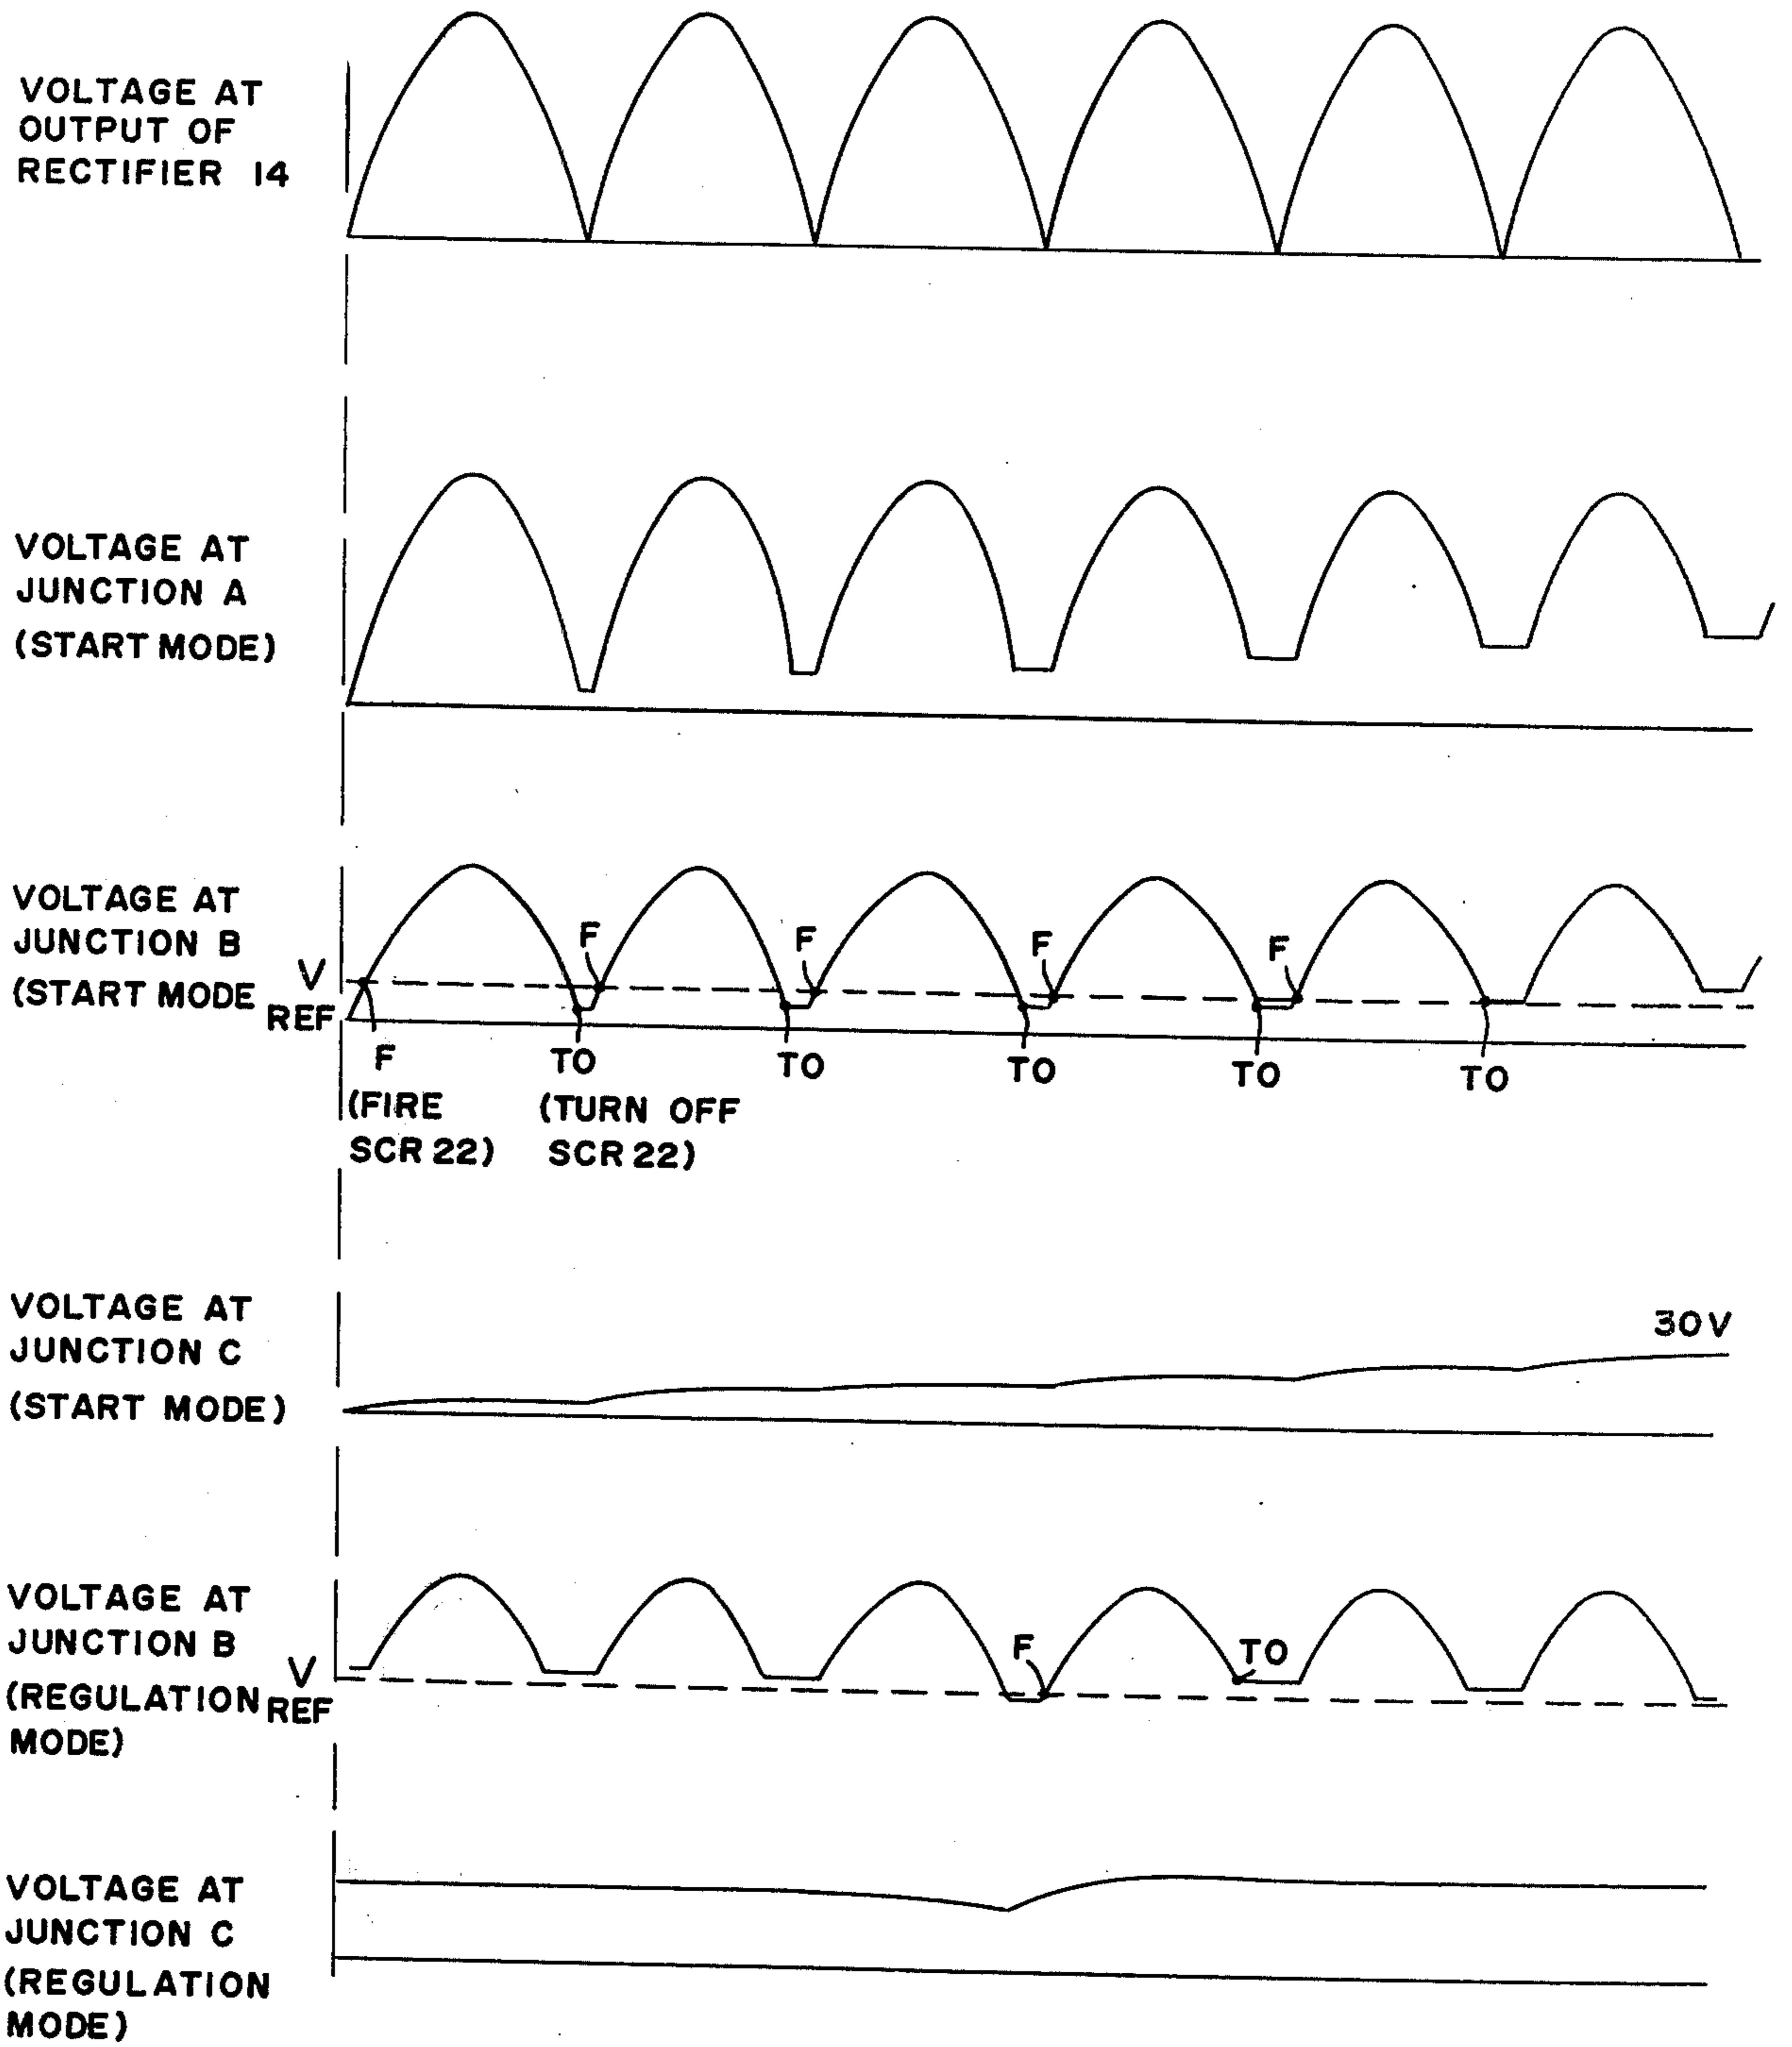 VOLTAGE AT
OUTPUT OF
RECTIFIER 14
VOLTAGE AT
JUNCTION A
(START MODE)
VOLTAGE AT
JUNCTION B
(START MODE
V
REF
F
F
F
F
F
TO
TO
TO
TO
TO
(FIRE
SCR 22)
(TURN OFF
SCR 22)
VOLTAGE AT
JUNCTION C
(START MODE)
30V
VOLTAGE AT
JUNCTION B
(REGULATION
MODE)
V
REF
F
TO
VOLTAGE AT
JUNCTION C
(REGULATION
MODE)